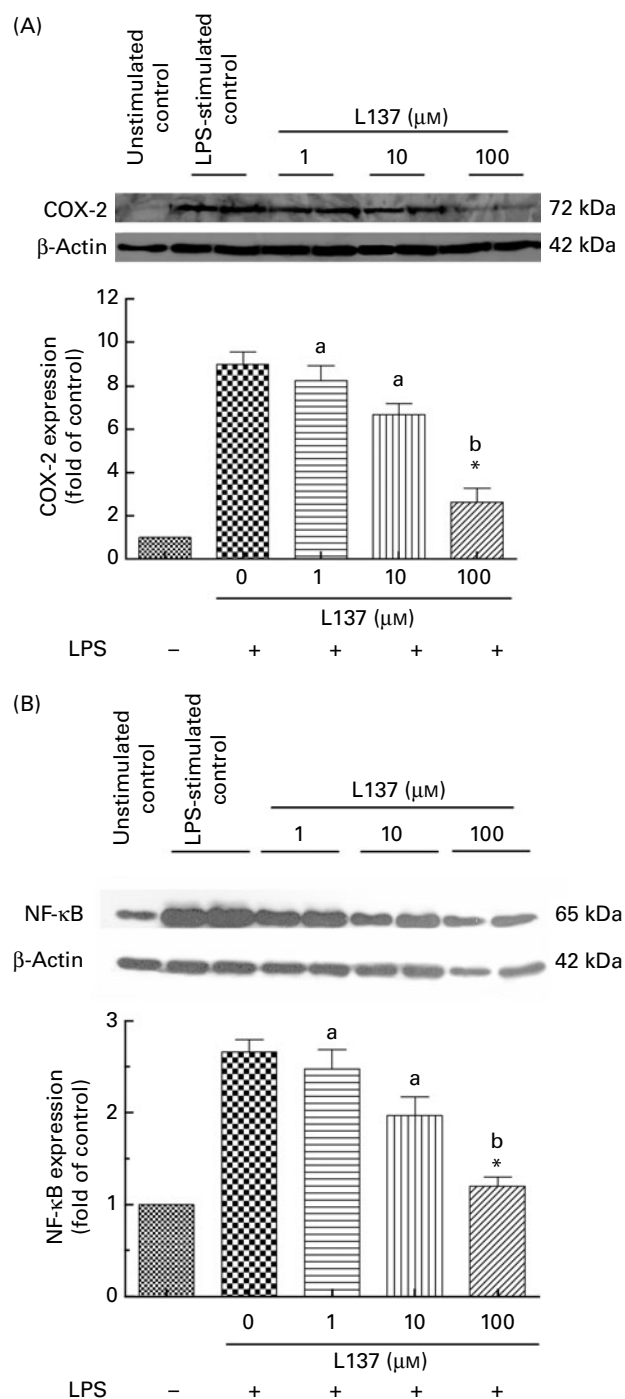 (A)
Unstimulated
control
LPS-stimulated
control
L137 (μM)
1 10 100
COX-2 72 kDa
β-Actin 42 kDa
12
10
8
6
4
2
0
COX-2 expression
(fold of control)
a
a
b
*
0 1 10 100
L137 (μM)
LPS – + + + +
(B)
Unstimulated
control
LPS-stimulated
control
L137 (μM)
1 10 100
NF-κB 65 kDa
β-Actin 42 kDa
3
2
1
0
NF-κB expression
(fold of control)
a
a
b
*
0 1 10 100
L137 (μM)
LPS – + + + +